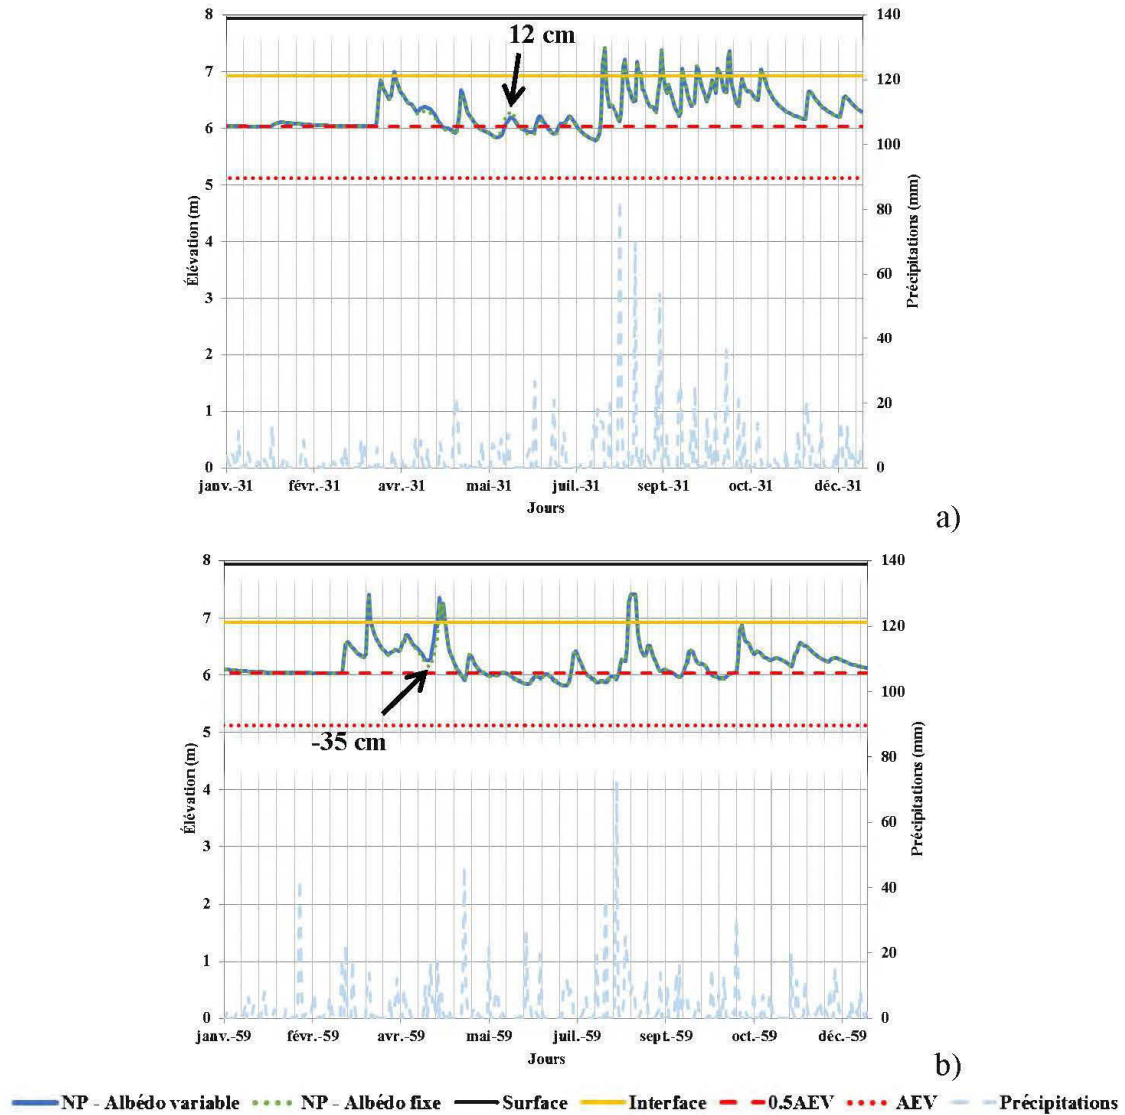 8
140
12 cm
7
120
6
100
5
80
Élévation (m)
Précipitations (mm)
4
60
3
40
2
20
1
0
0
janv.-31 févr.-31 avr.-31 mai-31 juil.-31 sept.-31 oct.-31 déc.-31
Jours
a)
8
140
7
120
6
100
-35 cm
5
80
Élévation (m)
Précipitations (mm)
4
60
3
40
2
20
1
0
0
janv.-59 févr.-59 avr.-59 mai-59 juil.-59 sept.-59 oct.-59 déc.-59
Jours
b)
NP - Albédo variable NP - Albédo fixe Surface Interface 0.5AEV AEV Précipitations